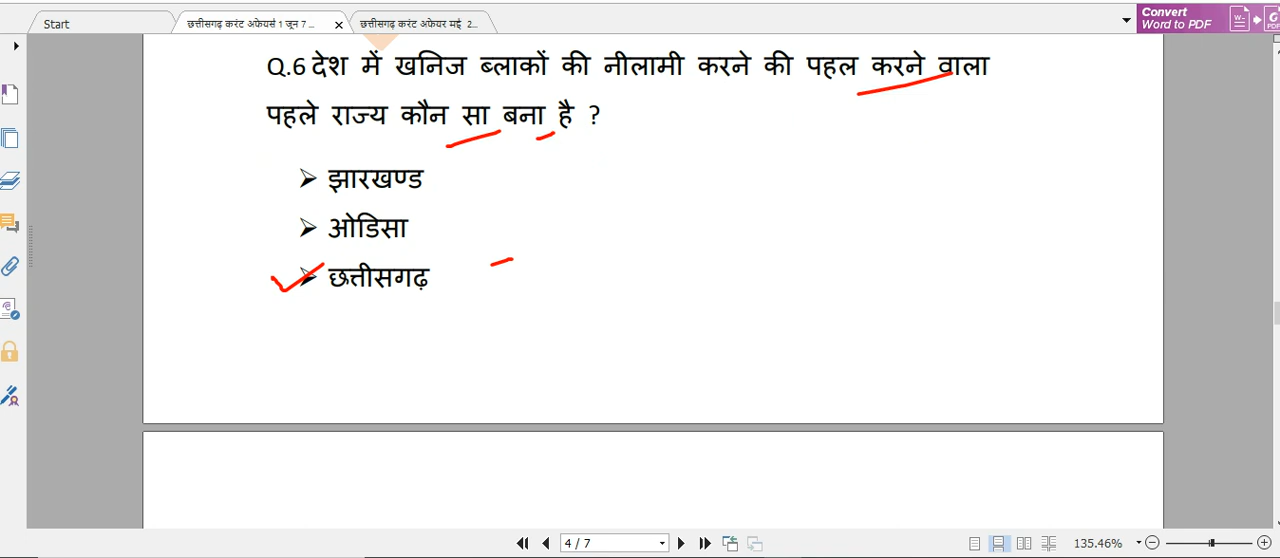 Start
छत्तीसगढ़ करंट अफेयर्स 1 जून 7 ...
छत्तीसगढ़ करंट अफेयर मई 2...
Convert
Word to PDF
Q.6 देश में खनिज ब्लाकों की नीलामी करने की पहल करने वाला
पहले राज्य कौन सा बना है ?
झारखण्ड
ओडिसा
छत्तीसगढ़
4 / 7
135.46%